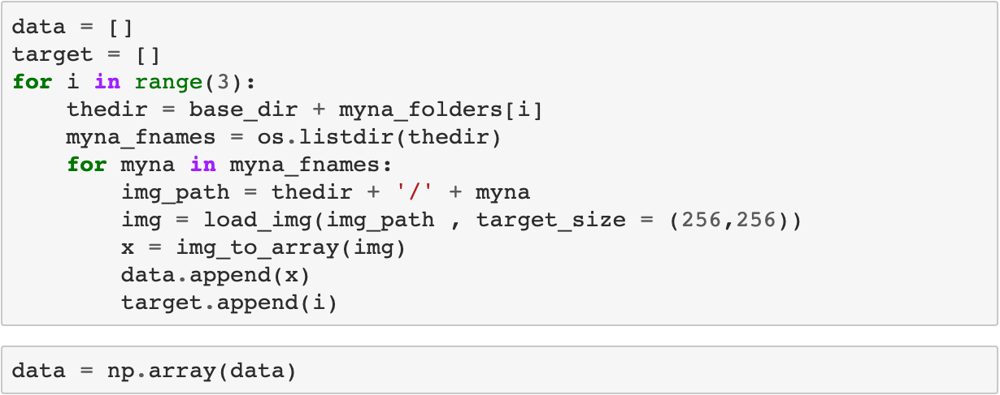 data = []
target = []
for i in range(3):
    thedir = base_dir + myna_folders[i]
    myna_fnames = os.listdir(thedir)
    for myna in myna_fnames:
        img_path = thedir + '/' + myna
        img = load_img(img_path , target_size = (256,256))
        x = img_to_array(img)
        data.append(x)
        target.append(i)
data = np.array(data)